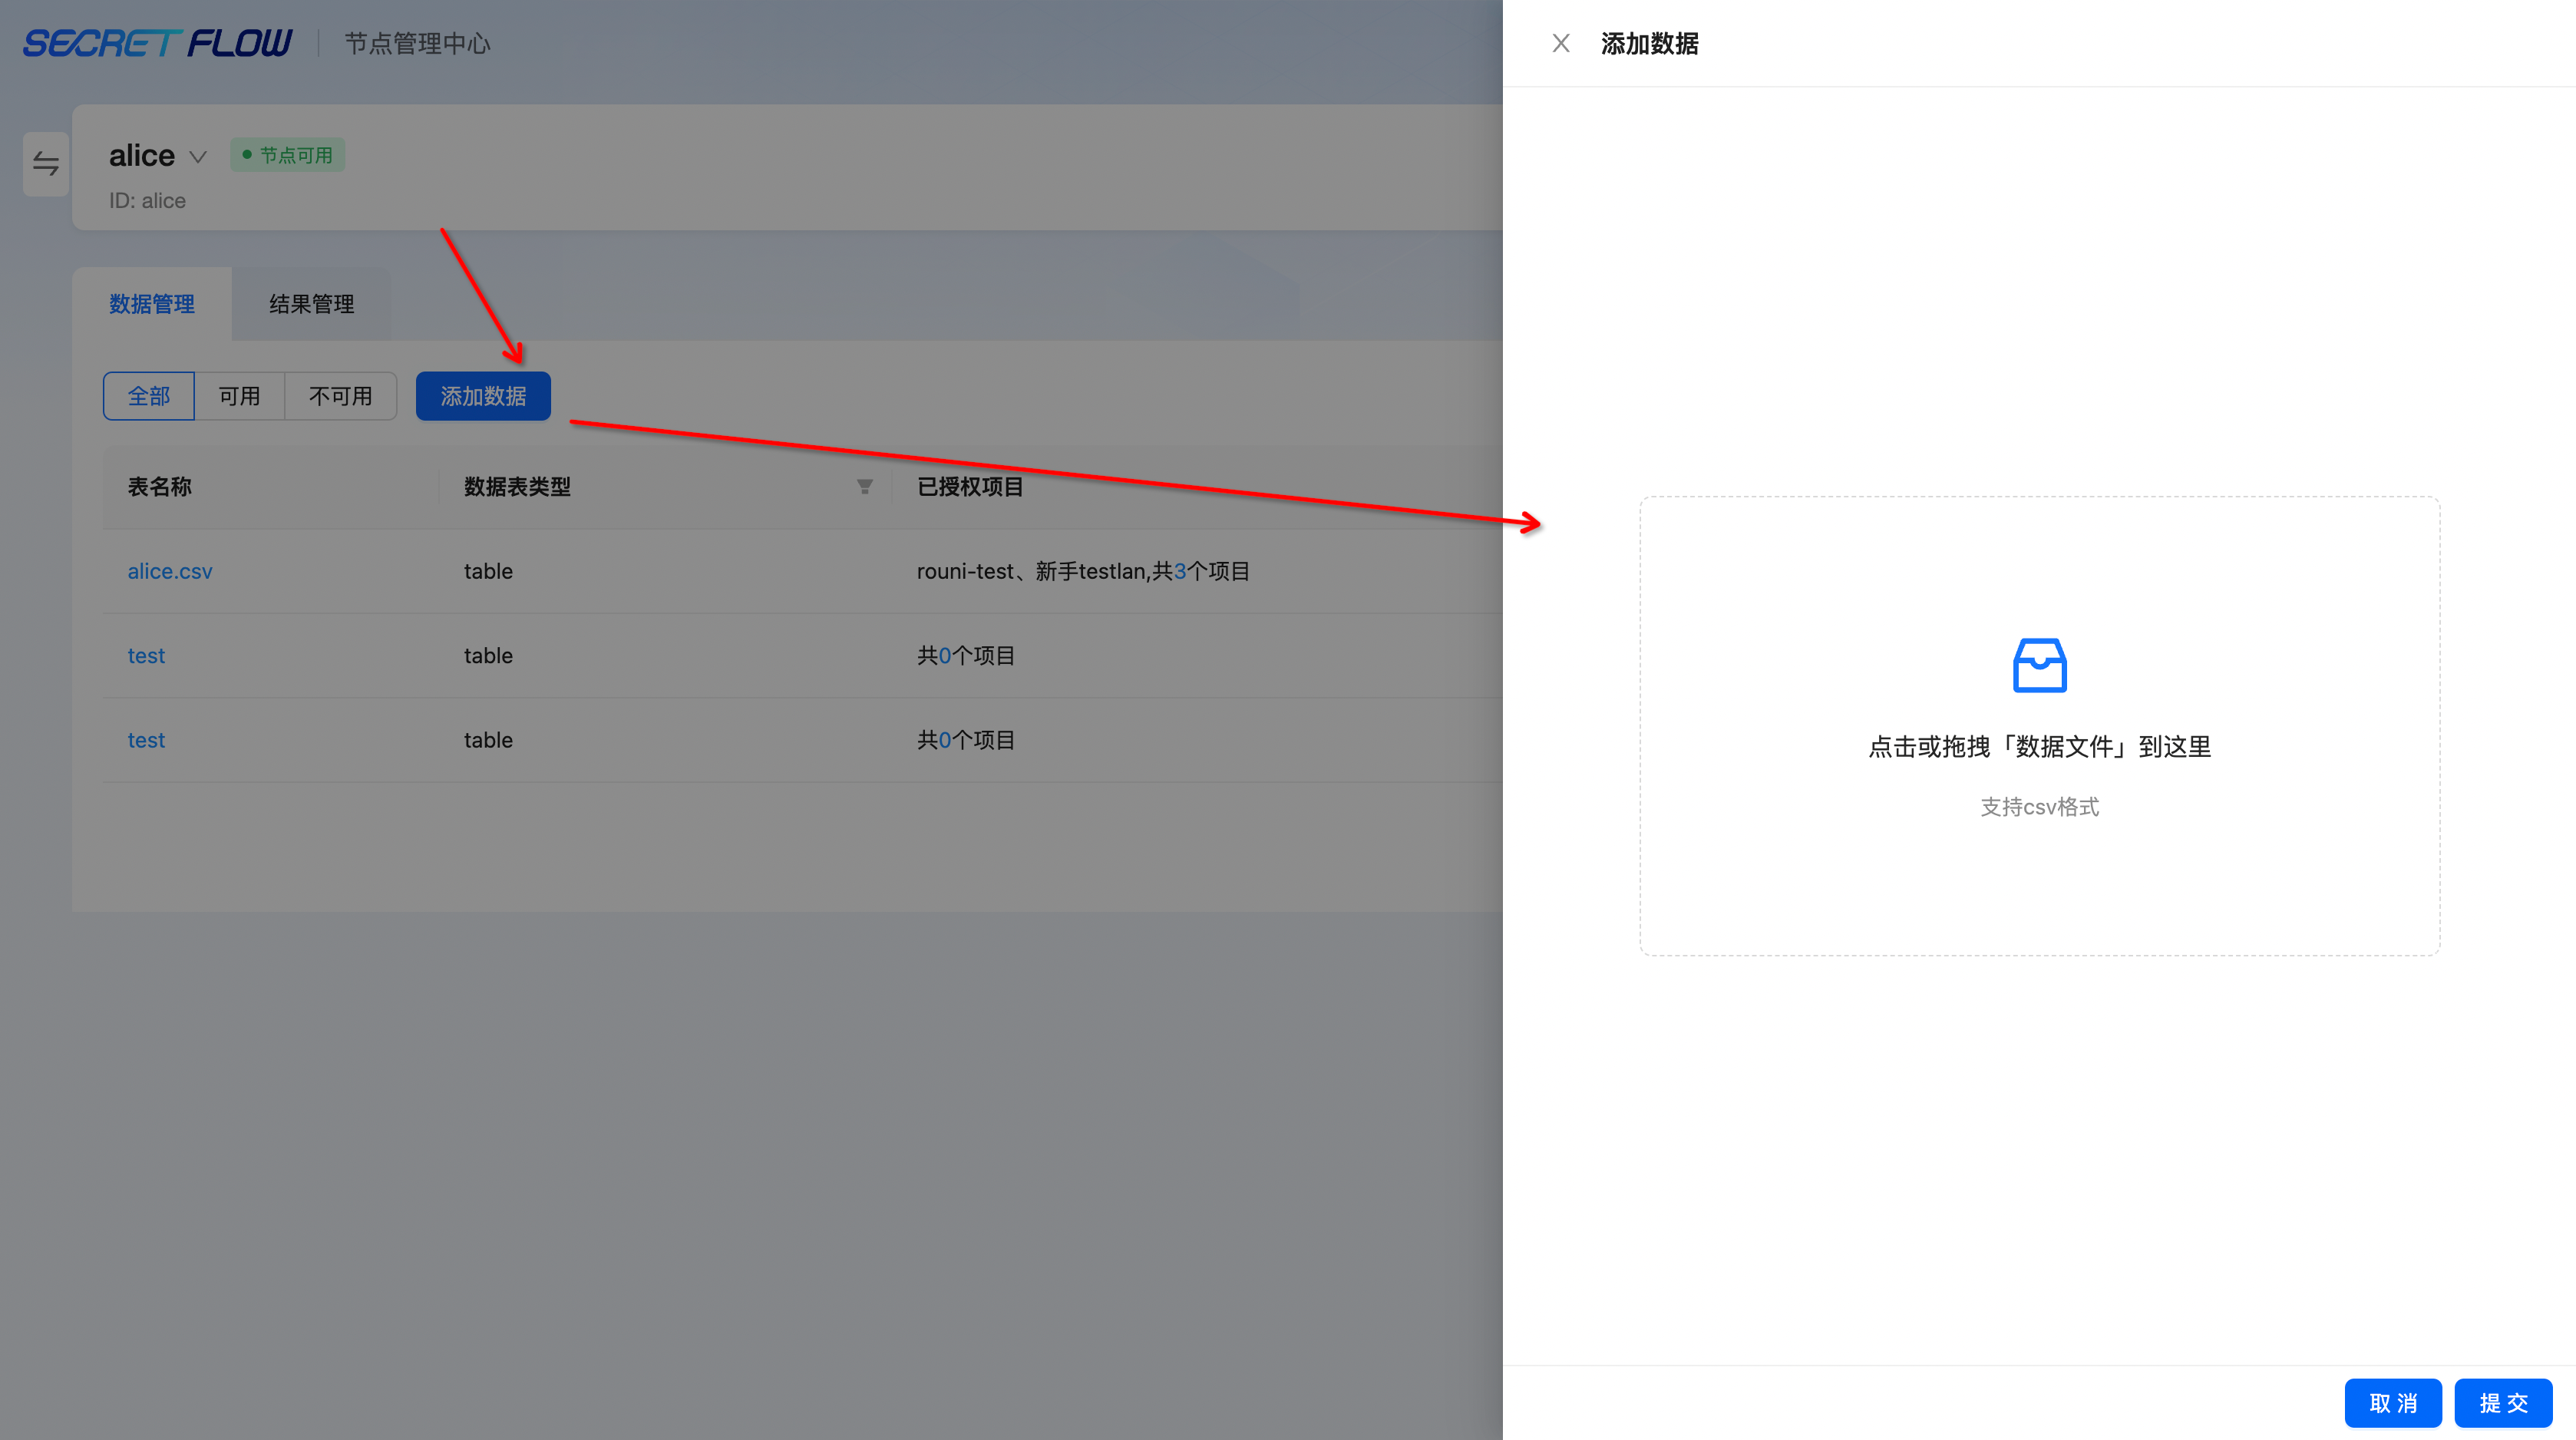 SECRET FLOW 节点管理中心
alice 节点可用
ID: alice
数据管理 结果管理
全部 可用 不可用 添加数据
表名称 数据表类型 已授权项目
alice.csv table rouni-test、新手testlan,共3个项目
test table 共0个项目
test table 共0个项目
添加数据
点击或拖拽「数据文件」到这里
支持csv格式
取 消 提 交